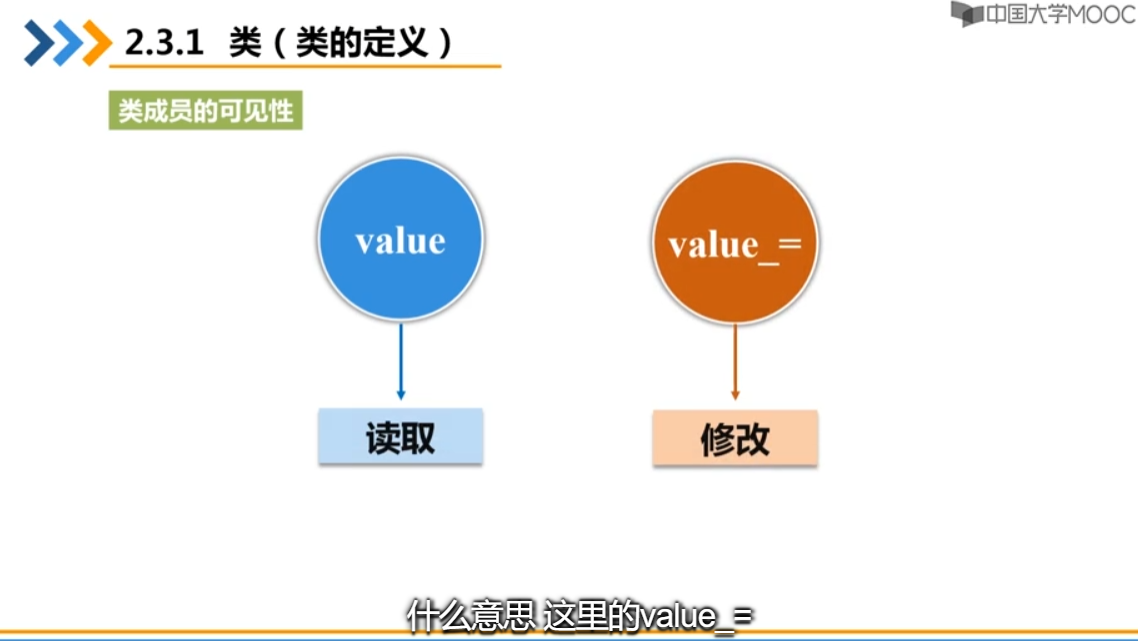 中国大学MOOC
2.3.1 类（类的定义）
类成员的可见性
value
value_=
读取
修改
什么意思 这里的value_=